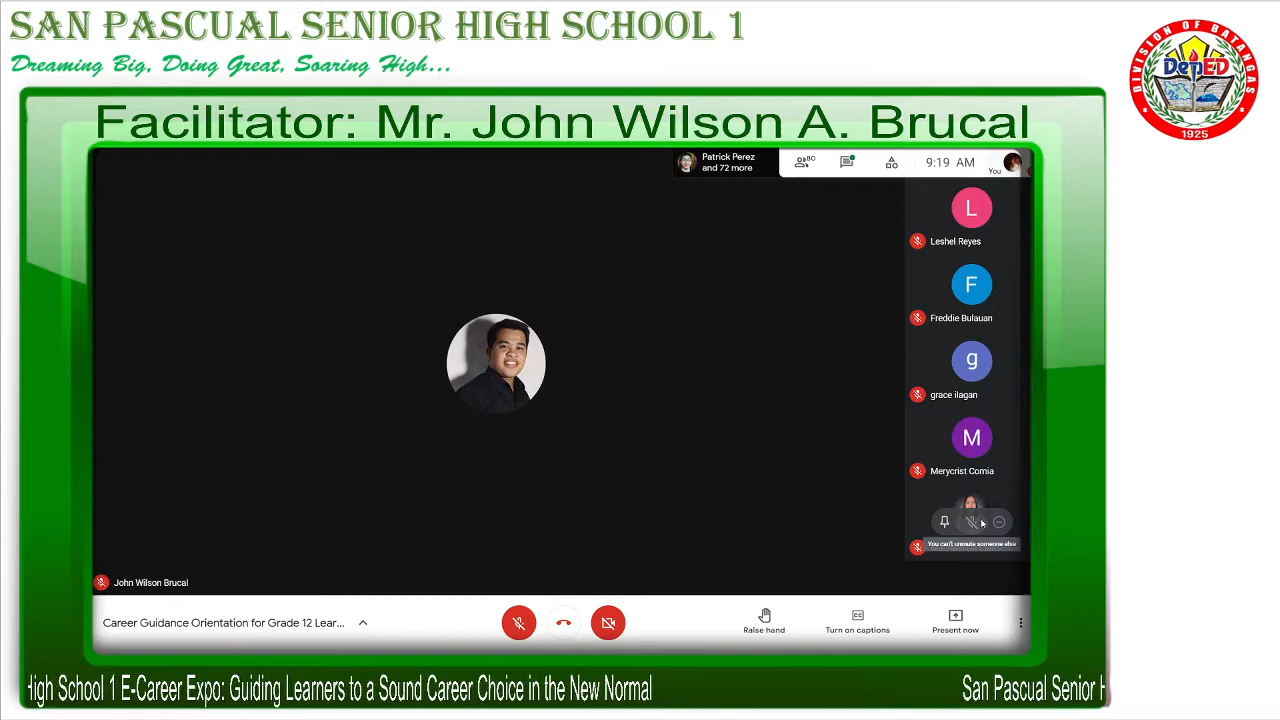 SAN PASCUAL SENIOR HIGH SCHOOL 1
Dreaming Big, Doing Great, Soaring High...
DIVISION OF BATANGAS
DepED
1925
Facilitator: Mr. John Wilson A. Brucal
Patrick Perez
and 72 more
80
9:19 AM
You
L
Leshel Reyes
F
Freddie Bulauan
g
grace ilagan
M
Merycrist Comia
You can't unmute someone else
John Wilson Brucal
Career Guidance Orientation for Grade 12 Lear...
Raise hand
CC
Turn on captions
Present now
High School 1 E-Career Expo: Guiding Learners to a Sound Career Choice in the New Normal
San Pascual Senior H